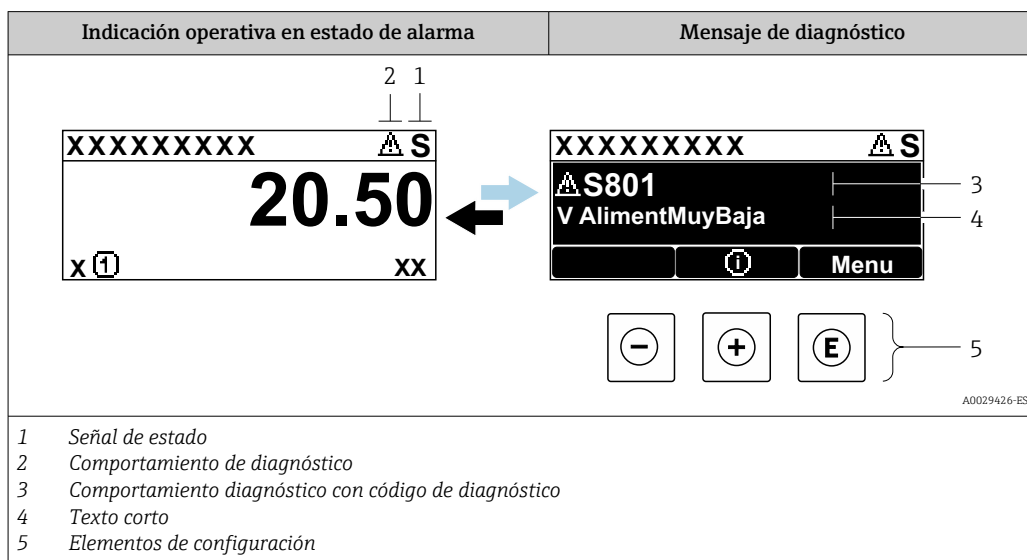 Indicación operativa en estado de alarma Mensaje de diagnóstico
2 1
XXXXXXXXX ⚠ S XXXXXXXXX ⚠ S
20.50 ⚠S801 3
V AlimentMuyBaja 4
x 1 xx i Menu
− + E 5
A0029426-ES
1 Señal de estado
2 Comportamiento de diagnóstico
3 Comportamiento diagnóstico con código de diagnóstico
4 Texto corto
5 Elementos de configuración